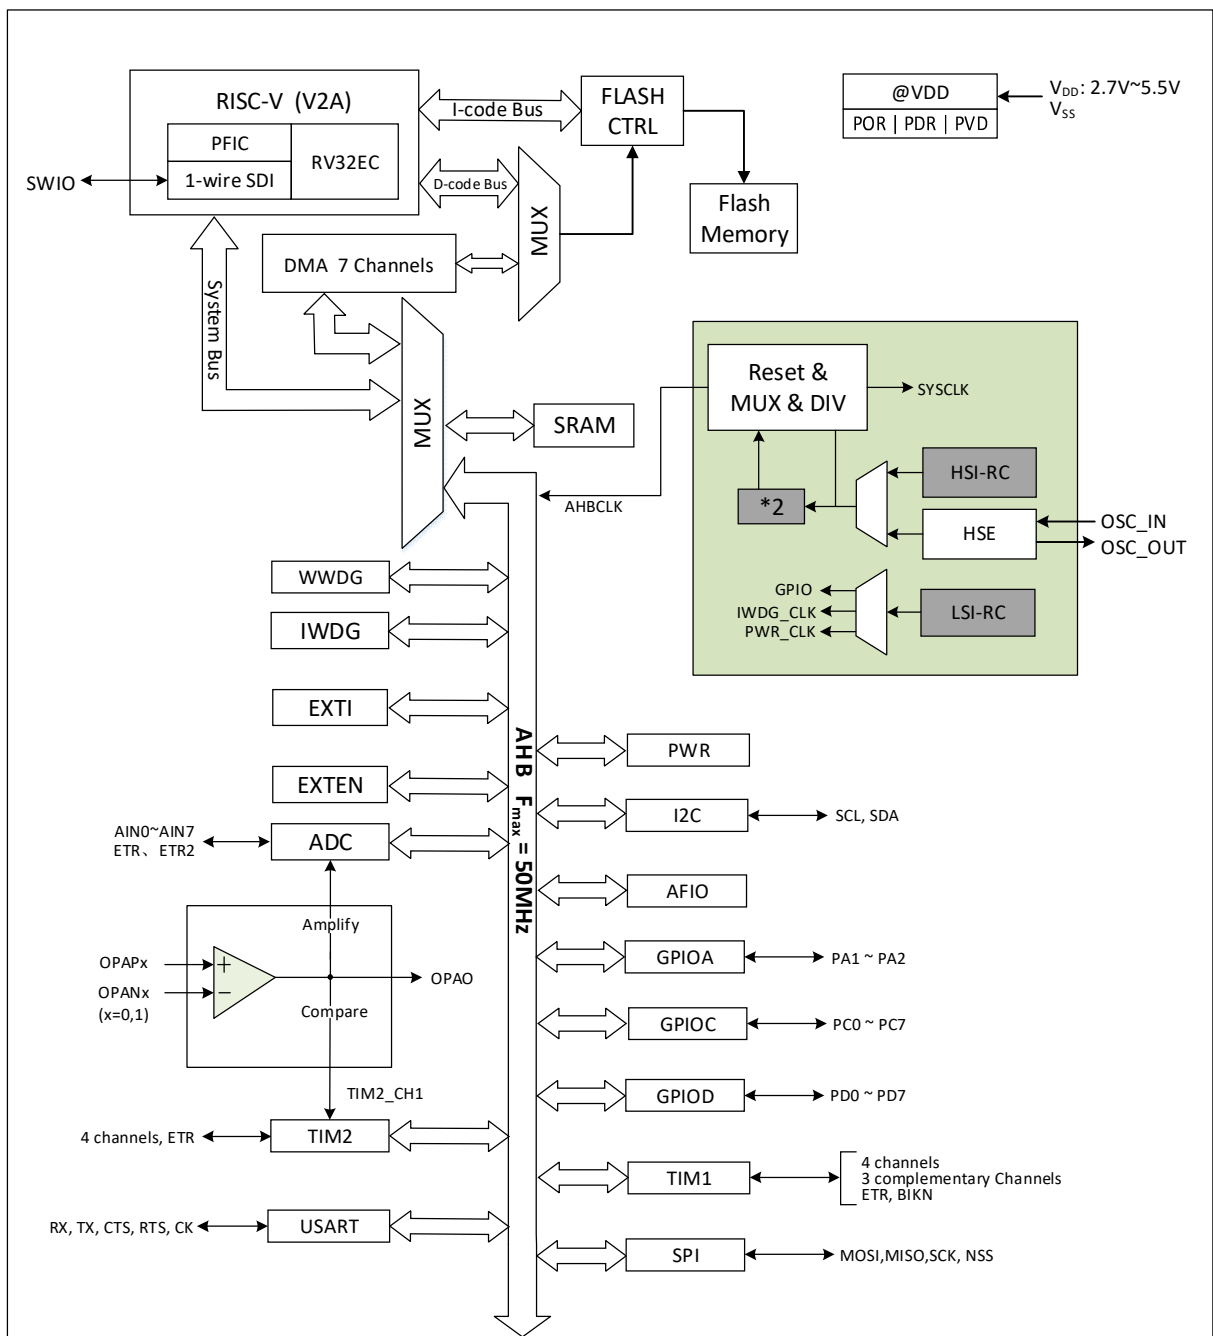 RISC-V (V2A)
PFIC
1-wire SDI
RV32EC
SWIO
I-code Bus
D-code Bus
FLASH
CTRL
MUX
Flash
Memory
@VDD
POR | PDR | PVD
VDD: 2.7V~5.5V
VSS
DMA 7 Channels
System Bus
MUX
SRAM
Reset &
MUX & DIV
SYSCLK
AHBCLK
*2
HSI-RC
HSE
OSC_IN
OSC_OUT
GPIO
IWDG_CLK
PWR_CLK
LSI-RC
WWDG
IWDG
EXTI
EXTEN
AIN0~AIN7
ETR、ETR2
ADC
Amplify
OPAPx
OPANx
(x=0,1)
+
−
OPAO
Compare
TIM2_CH1
4 channels, ETR
TIM2
RX, TX, CTS, RTS, CK
USART
AHB Fmax = 50MHz
PWR
I2C
SCL, SDA
AFIO
GPIOA
PA1 ~ PA2
GPIOC
PC0 ~ PC7
GPIOD
PD0 ~ PD7
TIM1
4 channels
3 complementary Channels
ETR, BIKN
SPI
MOSI,MISO,SCK, NSS